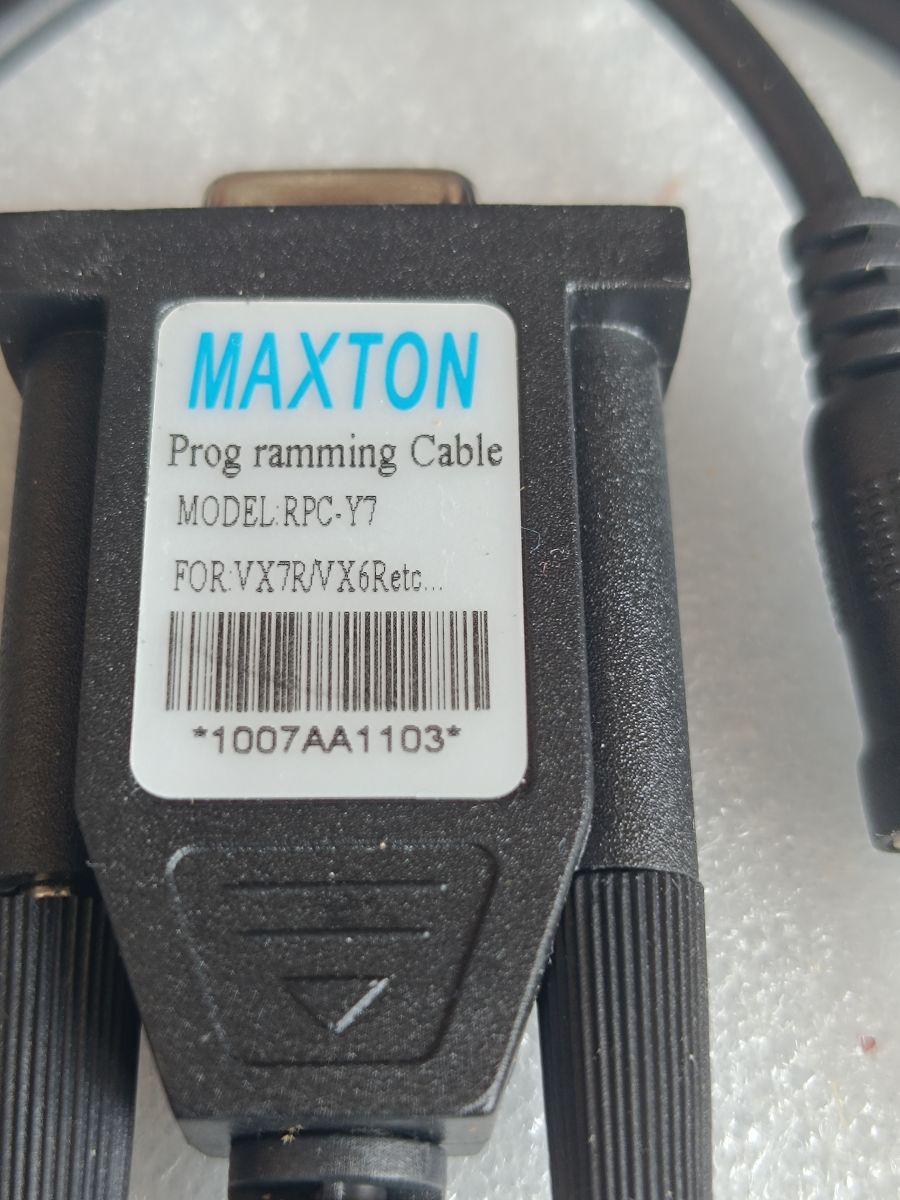 MAXTON
Prog ramming Cable
MODEL:RPC-Y7
FOR:VX7R/VX6Retc...
*1007AA1103*